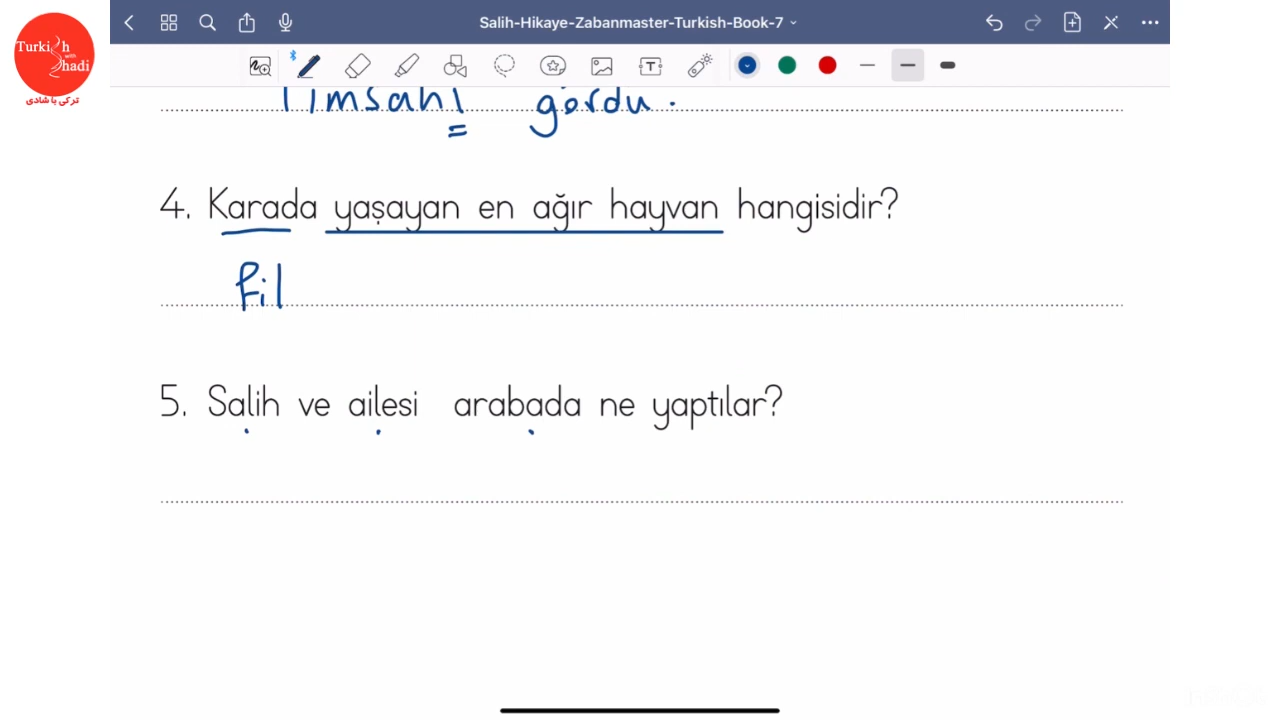 Salih-Hikaye-Zabanmaster-Turkish-Book-7
Turkish
with
Shadi
ترکی با شادی
Timsahı gördü.
4. Karada yaşayan en ağır hayvan hangisidir?
fil
5. Salih ve ailesi arabada ne yaptılar?